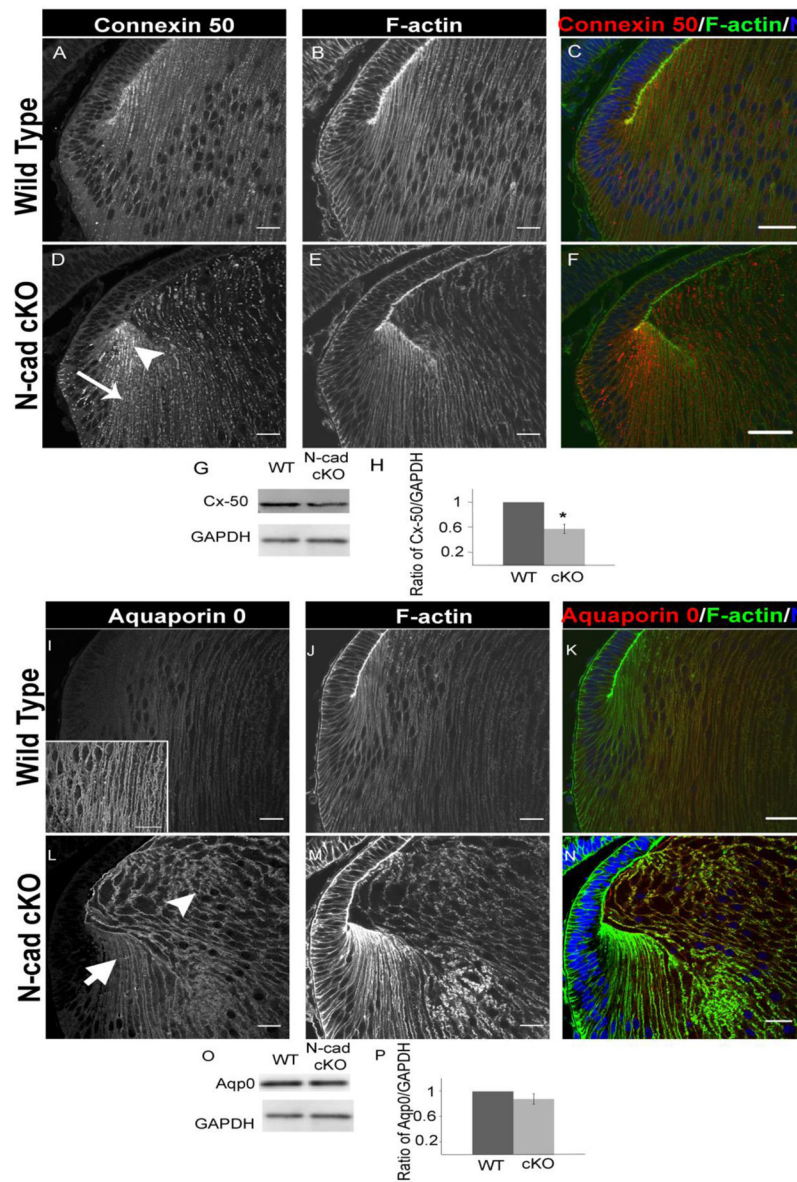 Connexin 50
F-actin
Connexin 50/F-actin/N
Wild Type
A
B
C
N-cad cKO
D
E
F
G
WT
N-cad
cKO
Cx-50
GAPDH
H
Ratio of Cx-50/GAPDH
1
0.6
0.2
*
WT
cKO
Aquaporin 0
F-actin
Aquaporin 0/F-actin/N
Wild Type
I
J
K
N-cad cKO
L
M
N
O
WT
N-cad
cKO
Aqp0
GAPDH
P
Ratio of Aqp0/GAPDH
1
0.6
0.2
WT
cKO